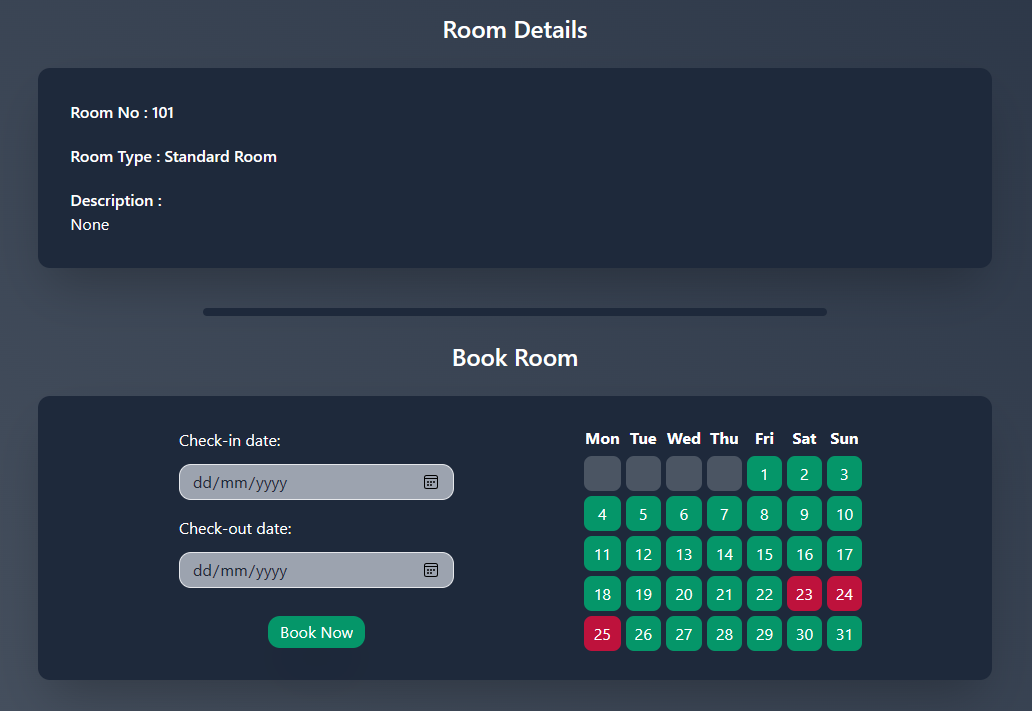 Room Details
Room No : 101
Room Type : Standard Room
Description :
None
Book Room
Check-in date:
dd/mm/yyyy
Check-out date:
dd/mm/yyyy
Book Now
Mon Tue Wed Thu Fri Sat Sun
1 2 3
4 5 6 7 8 9 10
11 12 13 14 15 16 17
18 19 20 21 22 23 24
25 26 27 28 29 30 31